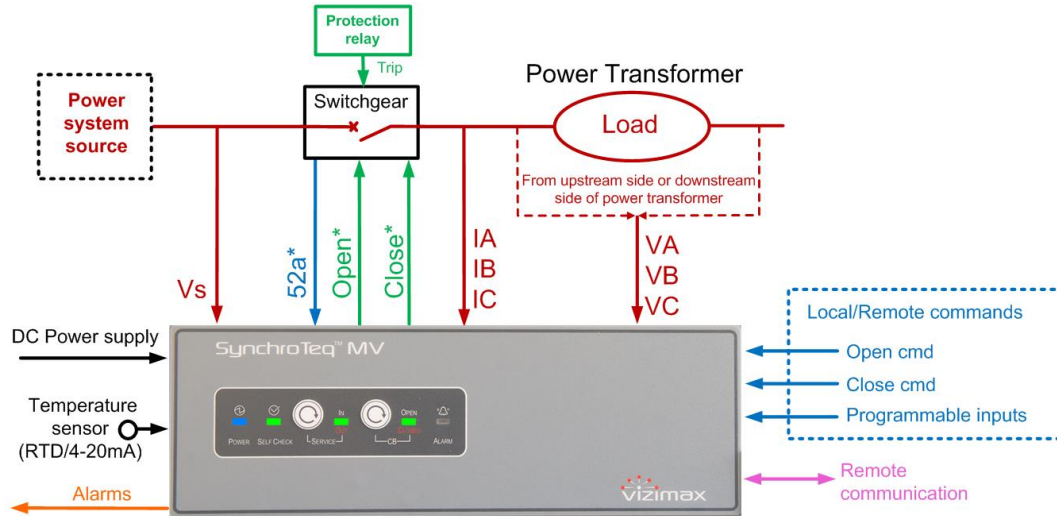 Protection
relay
Trip
Power Transformer
Switchgear
Power
system
source
Load
From upstream side or downstream
side of power transformer
Vs
52a*
Open*
Close*
IA
IB
IC
VA
VB
VC
Local/Remote commands
Open cmd
Close cmd
Programmable inputs
DC Power supply
Temperature
sensor
(RTD/4-20mA)
Alarms
SynchroTeq™ MV
IN
OPEN
POWER
SELF CHECK
SERVICE
CB
ALARM
vizimax
Remote
communication